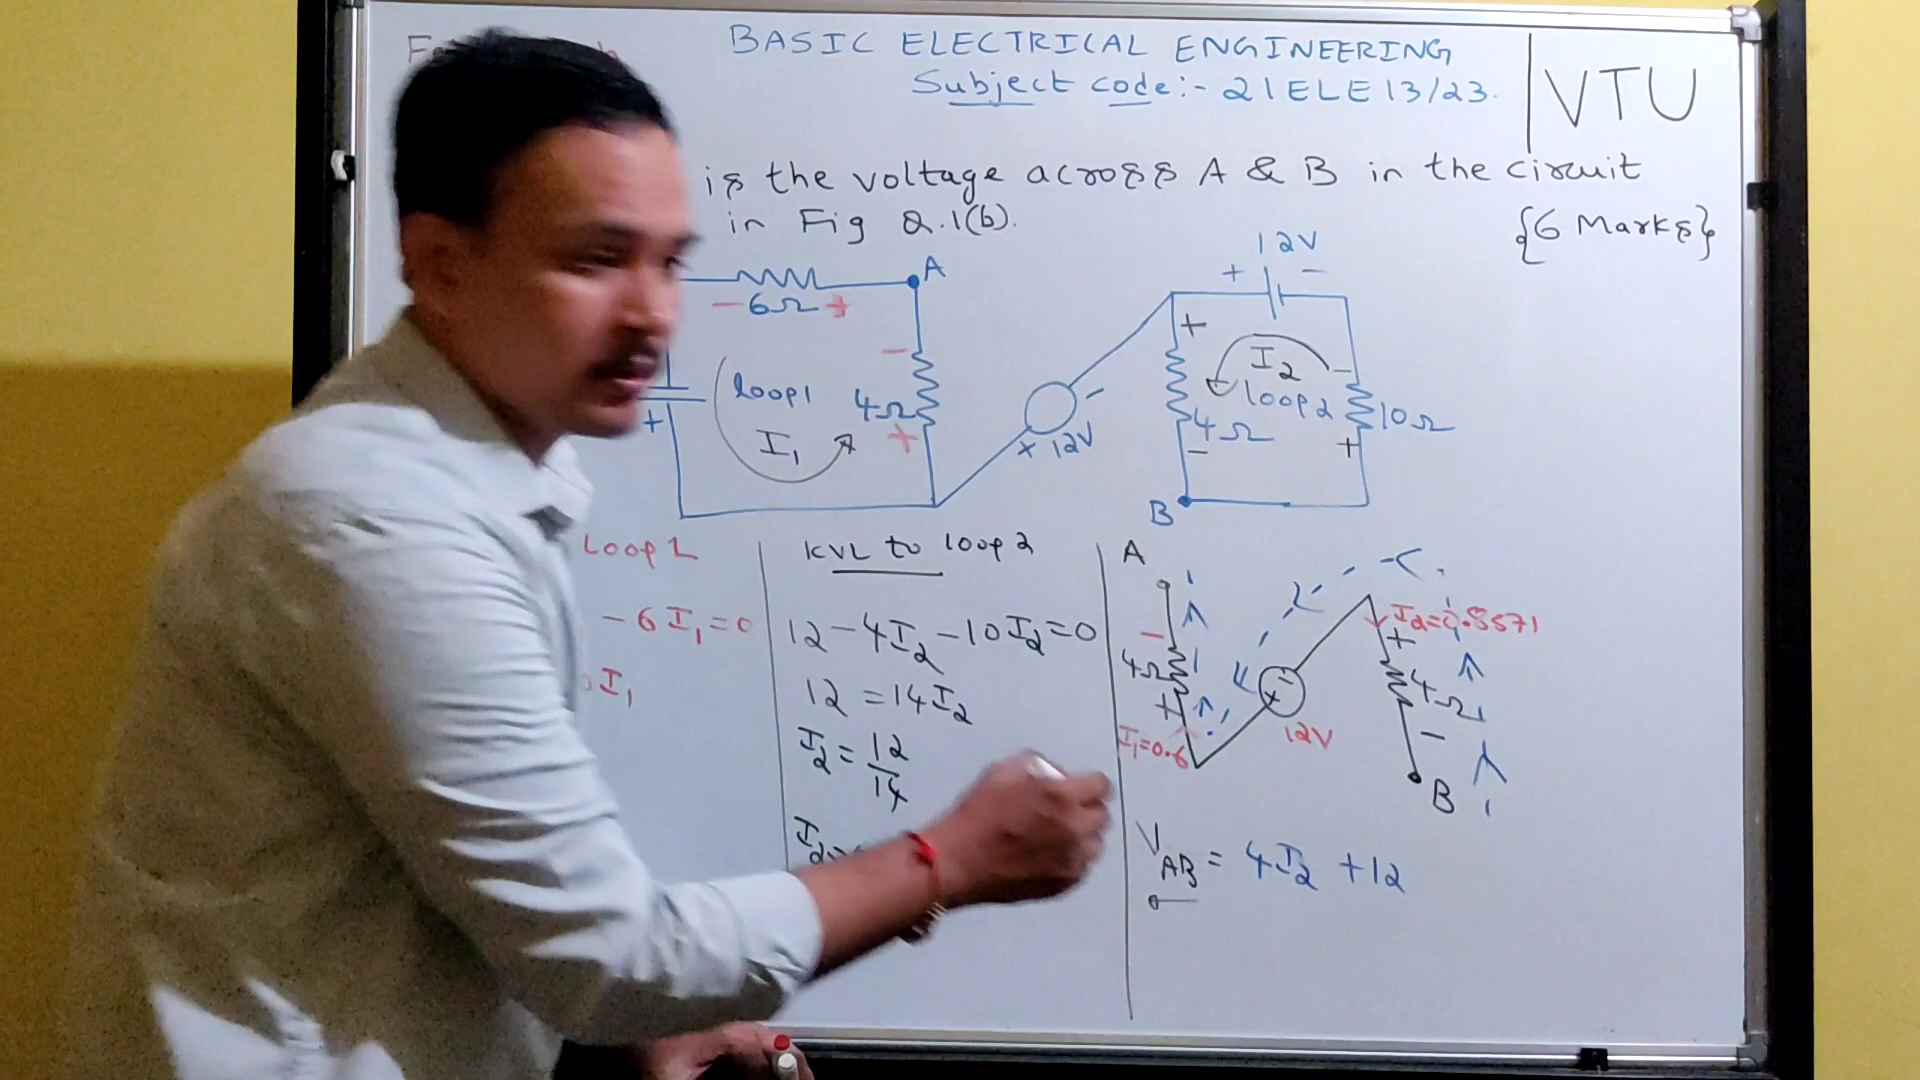 BASIC ELECTRICAL ENGINEERING
Subject code:- 21ELE13/23.
VTU
is the voltage across A & B in the circuit
in Fig Q.1(b).
{6 Marks}
A
- 6Ω +
-
4Ω
+
+
loop1
I₁
- 12V
+
12V
+ -
+
4Ω
-
I₂
loop2
-
10Ω
+
B
Loop 1
- 6I₁=0
I₁
KVL to loop 2
12-4I₂-10I₂=0
12 = 14I₂
I₂ = 12/14
I₂=
A
-
4Ω
+
I₁=0.6
-
+
12V
I₂=0.8571
+
4Ω
-
B
V_AB = 4I₂ +12